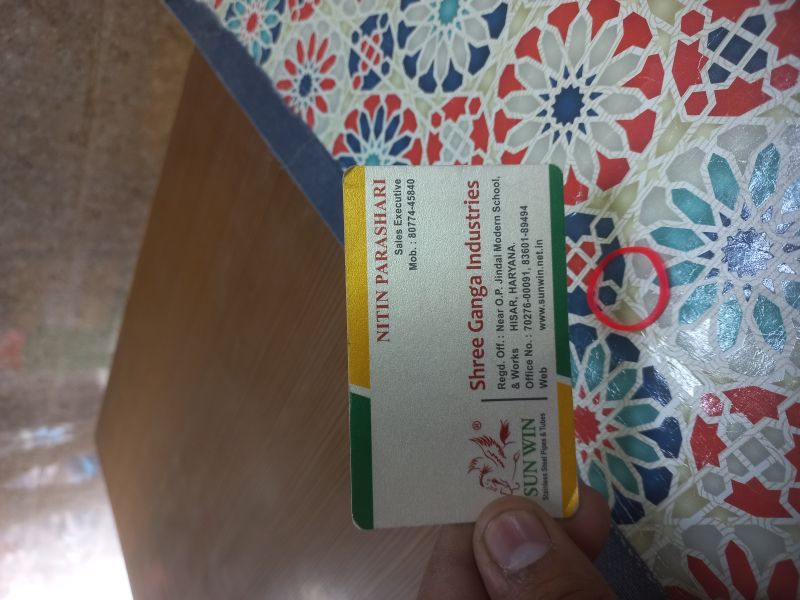 NITIN PARASHARI
Sales Executive
Mob. : 80774-45840
®
SUN WIN
Stainless Steel Pipes & Tubes
Shree Ganga Industries
Regd. Off. : Near O.P. Jindal Modern School,
& Works HISAR, HARYANA.
Office No. : 70276-00091, 83601-89494
Web www.sunwin.net.in